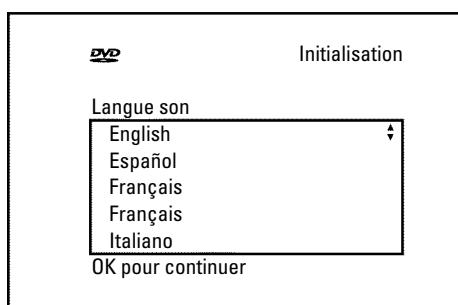 DVD Initialisation
Langue son
English
Español
Français
Français
Italiano
OK pour continuer